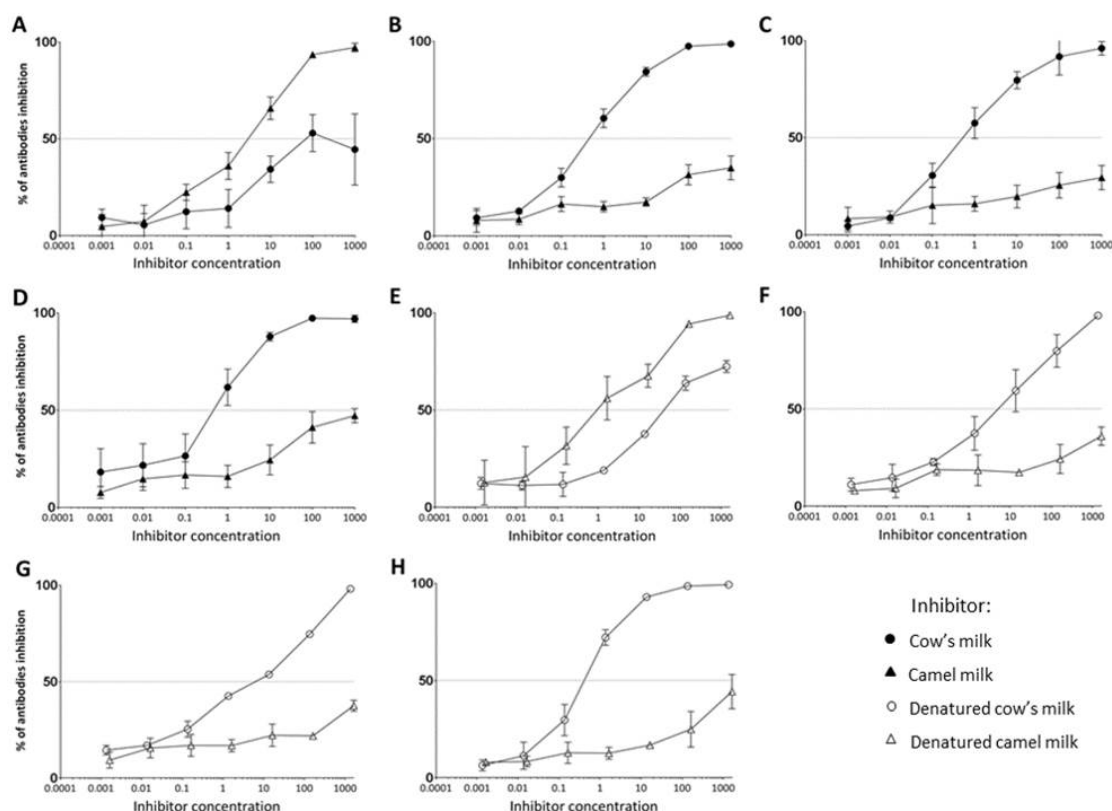 A
B
C
100
50
0
0.0001 0.001 0.01 0.1 1 10 100 1000
% of antibodies inhibition
Inhibitor concentration
100
50
0
0.0001 0.001 0.01 0.1 1 10 100 1000
Inhibitor concentration
100
50
0
0.0001 0.001 0.01 0.1 1 10 100 1000
Inhibitor concentration
D
E
F
100
50
0
0.0001 0.001 0.01 0.1 1 10 100 1000
% of antibodies inhibition
Inhibitor concentration
100
50
0
0.0001 0.001 0.01 0.1 1 10 100 1000
Inhibitor concentration
100
50
0
0.0001 0.001 0.01 0.1 1 10 100 1000
Inhibitor concentration
G
H
100
50
0
0.0001 0.001 0.01 0.1 1 10 100 1000
% of antibodies inhibition
Inhibitor concentration
100
50
0
0.0001 0.001 0.01 0.1 1 10 100 1000
Inhibitor concentration
Inhibitor:
Cow's milk
Camel milk
Denatured cow's milk
Denatured camel milk